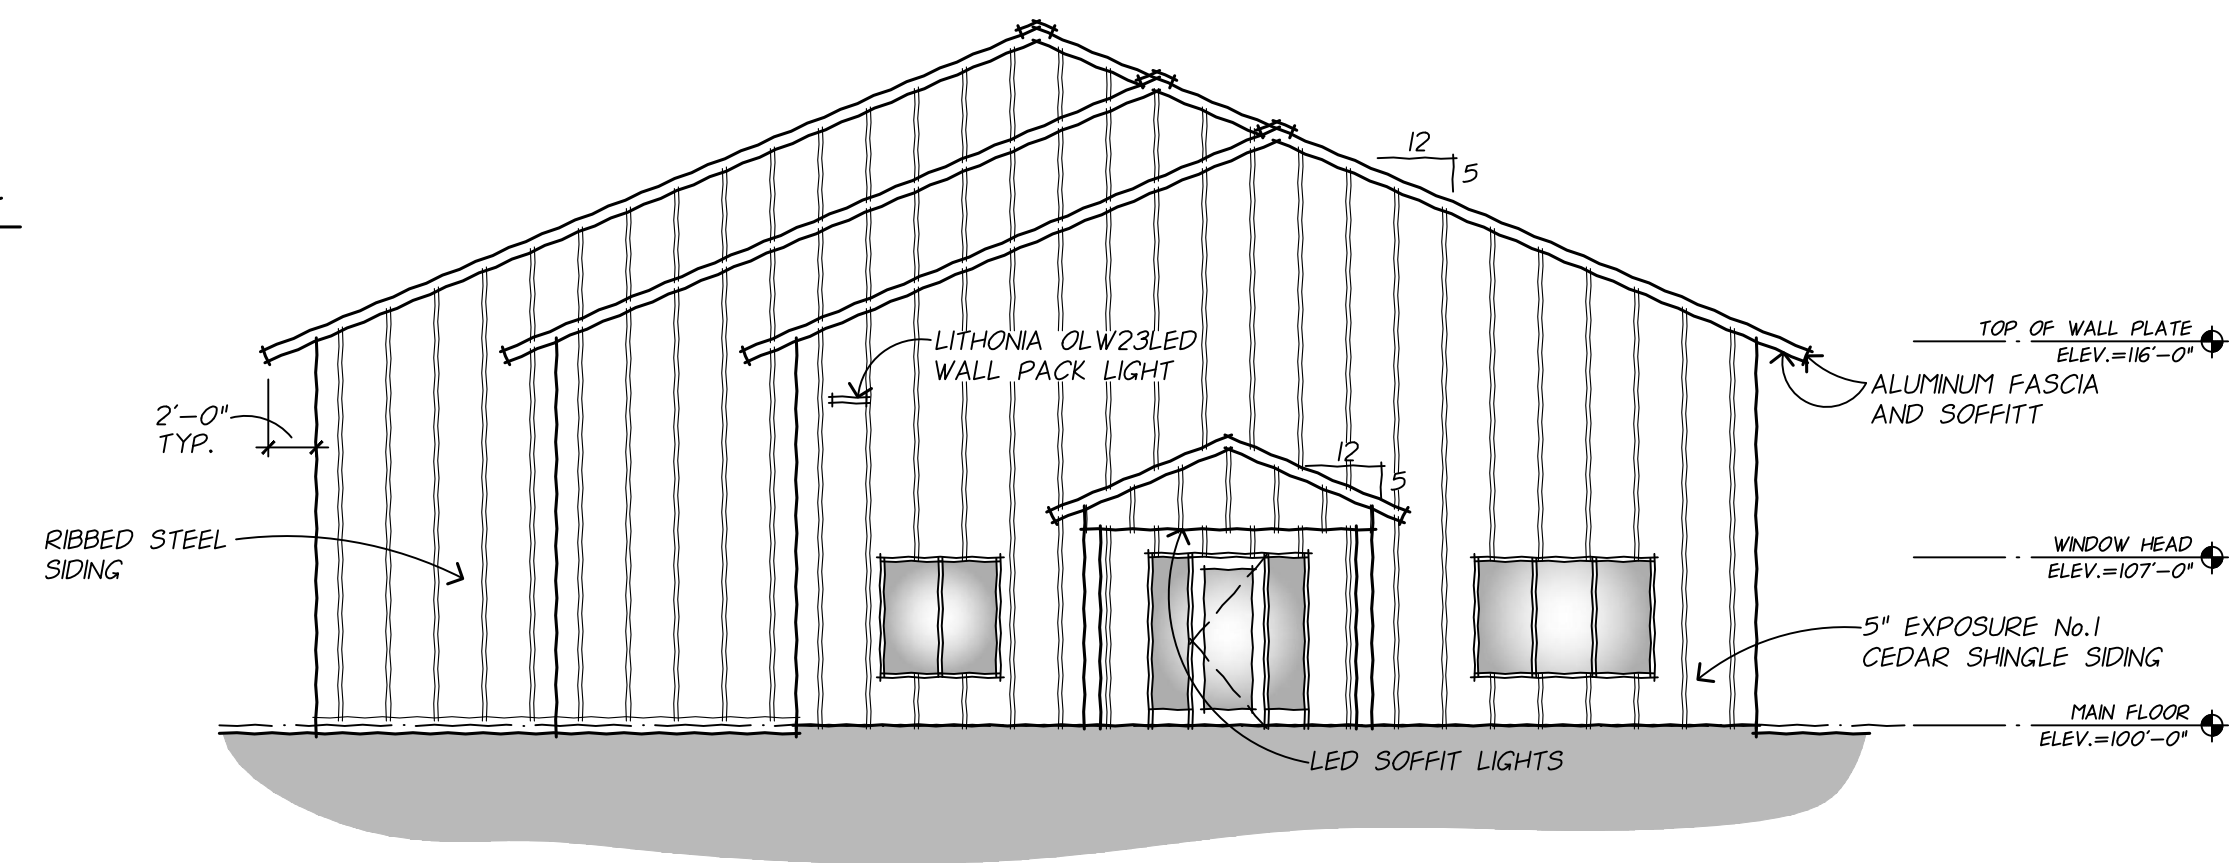 12
5
LITHONIA OLW23LED
WALL PACK LIGHT
TOP OF WALL PLATE
ELEV.=116'-0"
ALUMINUM FASCIA
AND SOFFITT
2'-0"
TYP.
12
5
RIBBED STEEL
SIDING
WINDOW HEAD
ELEV.=107'-0"
5" EXPOSURE No.1
CEDAR SHINGLE SIDING
MAIN FLOOR
ELEV.=100'-0"
LED SOFFIT LIGHTS